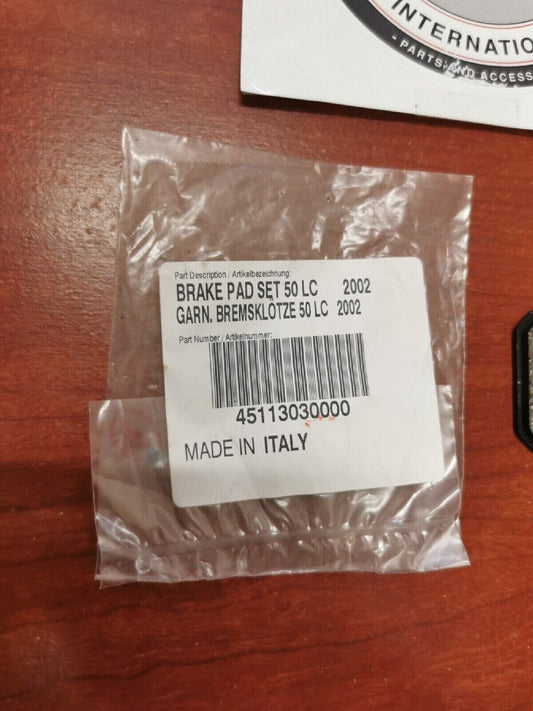 INTERNATIO
- PARTS AND ACCESS
Part Description / Artikelbezeichnung:
BRAKE PAD SET 50 LC 2002
GARN. BREMSKLÖTZE 50 LC 2002
Part Number / Artikelnummer:
45113030000
MADE IN ITALY